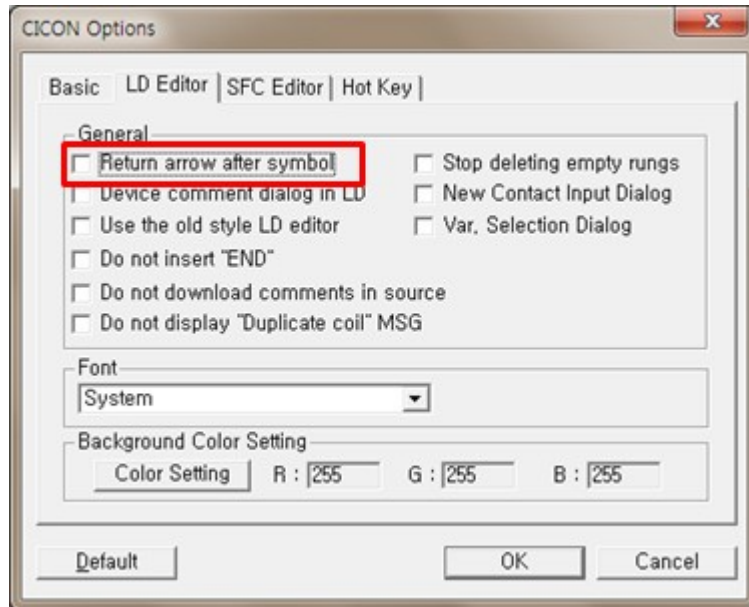 CICON Options
Basic LD Editor SFC Editor Hot Key
General
Return arrow after symbol Stop deleting empty rungs
Device comment dialog in LD New Contact Input Dialog
Use the old style LD editor Var, Selection Dialog
Do not insert "END"
Do not download comments in source
Do not display "Duplicate coil" MSG
Font
System
Background Color Setting
Color Setting R : 255 G : 255 B : 255
Default OK Cancel